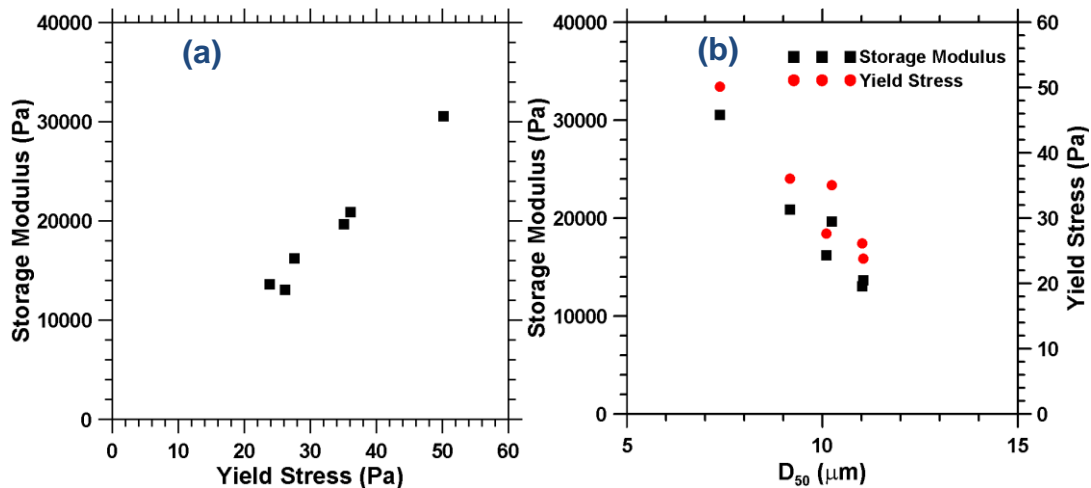 (a)
Storage Modulus (Pa)
40000
30000
20000
10000
0
0 10 20 30 40 50 60
Yield Stress (Pa)
(b)
Storage Modulus
Yield Stress
Storage Modulus (Pa)
40000
30000
20000
10000
0
5 10 15
D₅₀ (μm)
60
50
40
30
20
10
0
Yield Stress (Pa)